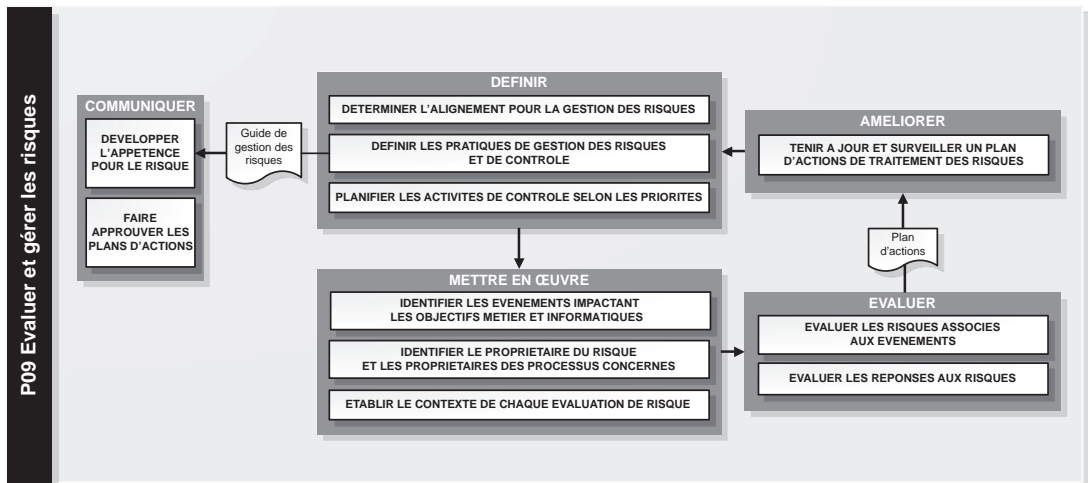 P09 Evaluer et gérer les risques
COMMUNIQUER
DEVELOPPER
L'APPETENCE
POUR LE RISQUE
FAIRE
APPROUVER LES
PLANS D'ACTIONS
Guide de
gestion des
risques
DEFINIR
DETERMINER L'ALIGNEMENT POUR LA GESTION DES RISQUES
DEFINIR LES PRATIQUES DE GESTION DES RISQUES
ET DE CONTROLE
PLANIFIER LES ACTIVITES DE CONTROLE SELON LES PRIORITES
AMELIORER
TENIR A JOUR ET SURVEILLER UN PLAN
D'ACTIONS DE TRAITEMENT DES RISQUES
Plan
d'actions
METTRE EN ŒUVRE
IDENTIFIER LES EVENEMENTS IMPACTANT
LES OBJECTIFS METIER ET INFORMATIQUES
IDENTIFIER LE PROPRIETAIRE DU RISQUE
ET LES PROPRIETAIRES DES PROCESSUS CONCERNES
ETABLIR LE CONTEXTE DE CHAQUE EVALUATION DE RISQUE
EVALUER
EVALUER LES RISQUES ASSOCIES
AUX EVENEMENTS
EVALUER LES REPONSES AUX RISQUES